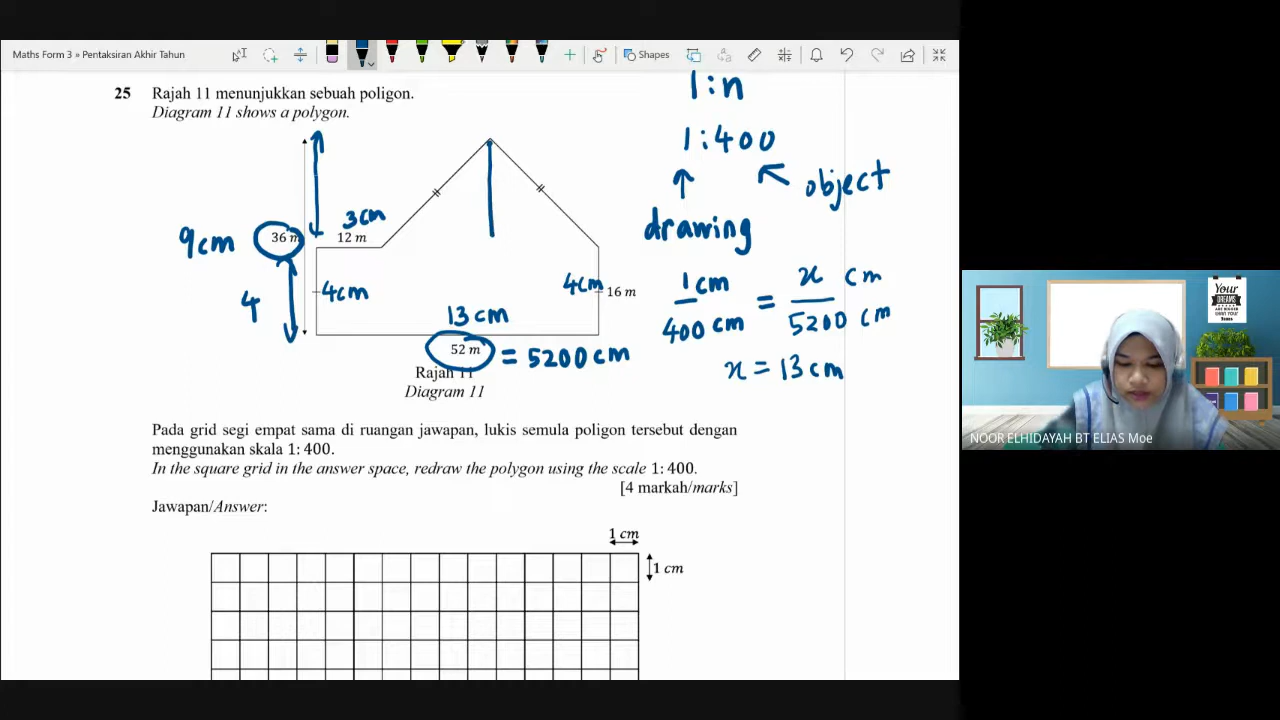 Maths Form 3 » Pentaksiran Akhir Tahun
Shapes
25 Rajah 11 menunjukkan sebuah poligon.
Diagram 11 shows a polygon.
1:n
1:400
drawing
object
36 m
9cm
3cm
12 m
4
4cm
4cm
16 m
13 cm
52 m = 5200 cm
Rajah 11
Diagram 11
1cm / 400 cm = x cm / 5200 cm
x = 13cm
Pada grid segi empat sama di ruangan jawapan, lukis semula poligon tersebut dengan
menggunakan skala 1: 400.
In the square grid in the answer space, redraw the polygon using the scale 1: 400.
[4 markah/marks]
Jawapan/Answer:
1 cm
1 cm
Your
NOOR ELHIDAYAH BT ELIAS Moe